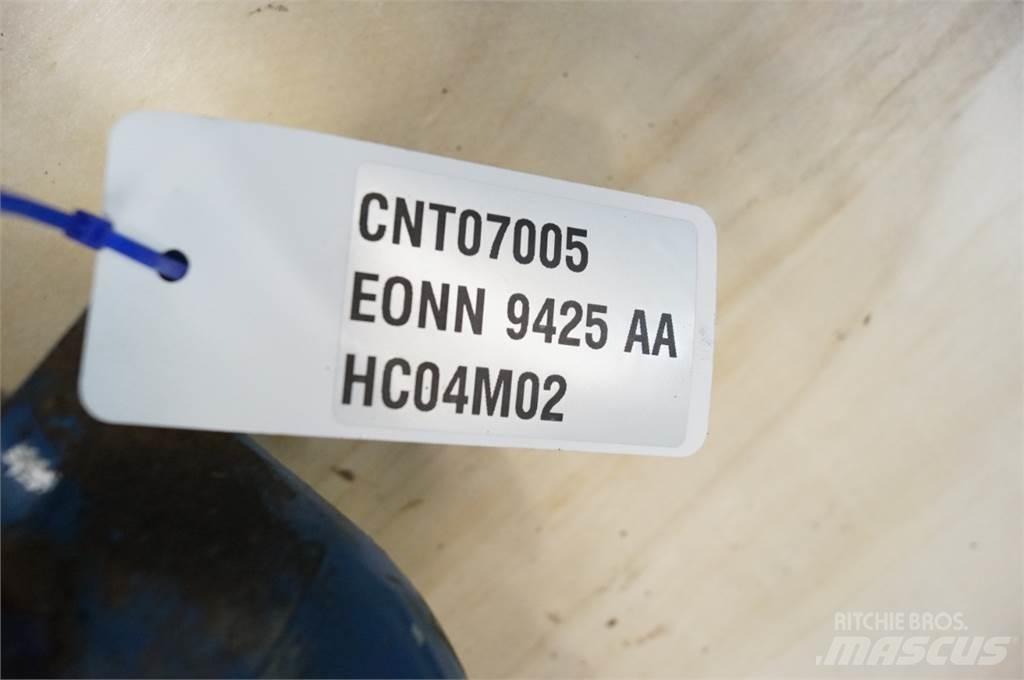 CNT07005
EONN 9425 AA
HC04M02
RITCHIE BROS.
MASCUS